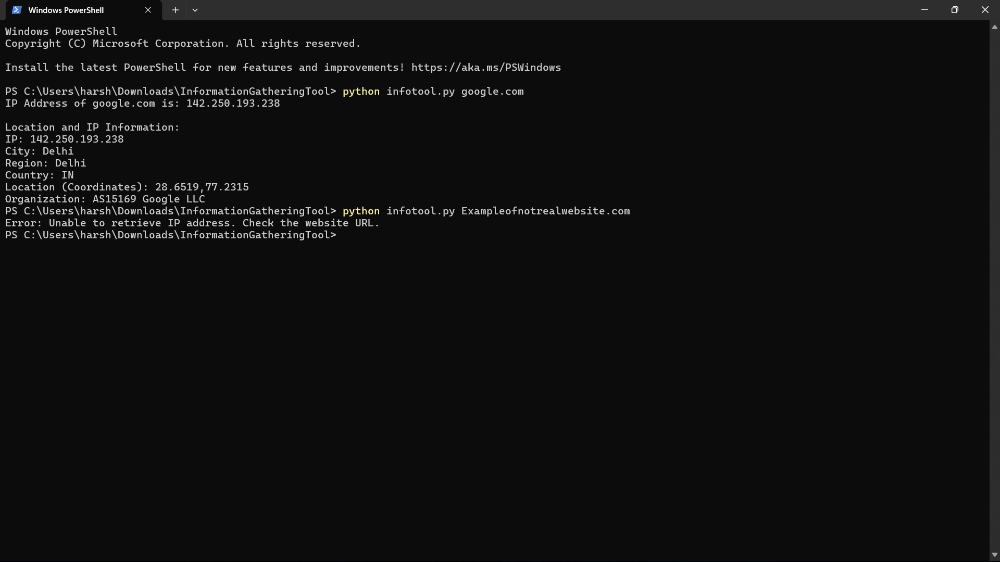 Windows PowerShell
Windows PowerShell
Copyright (C) Microsoft Corporation. All rights reserved.
Install the latest PowerShell for new features and improvements! https://aka.ms/PSWindows
PS C:\Users\harsh\Downloads\InformationGatheringTool> python infotool.py google.com
IP Address of google.com is: 142.250.193.238
Location and IP Information:
IP: 142.250.193.238
City: Delhi
Region: Delhi
Country: IN
Location (Coordinates): 28.6519,77.2315
Organization: AS15169 Google LLC
PS C:\Users\harsh\Downloads\InformationGatheringTool> python infotool.py Exampleofnotrealwebsite.com
Error: Unable to retrieve IP address. Check the website URL.
PS C:\Users\harsh\Downloads\InformationGatheringTool>